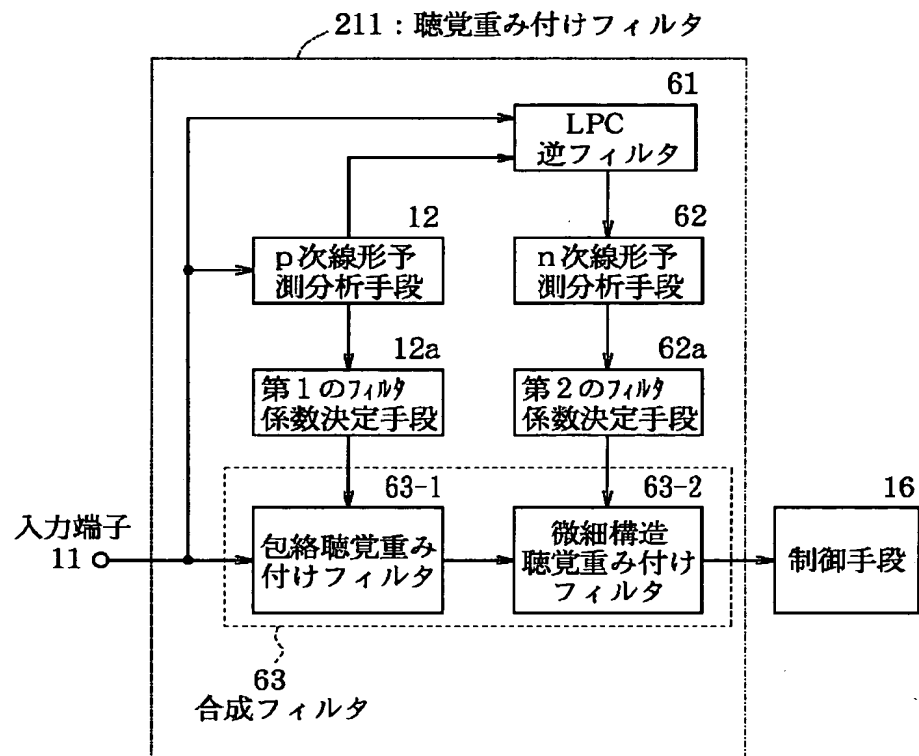 211：聴覚重み付けフィルタ
61
LPC
逆フィルタ
12
p次線形予
測分析手段
62
n次線形予
測分析手段
12a
第1のフィルタ
係数決定手段
62a
第2のフィルタ
係数決定手段
入力端子
11
63-1
包絡聴覚重み
付けフィルタ
63-2
微細構造
聴覚重み付け
フィルタ
16
制御手段
63
合成フィルタ